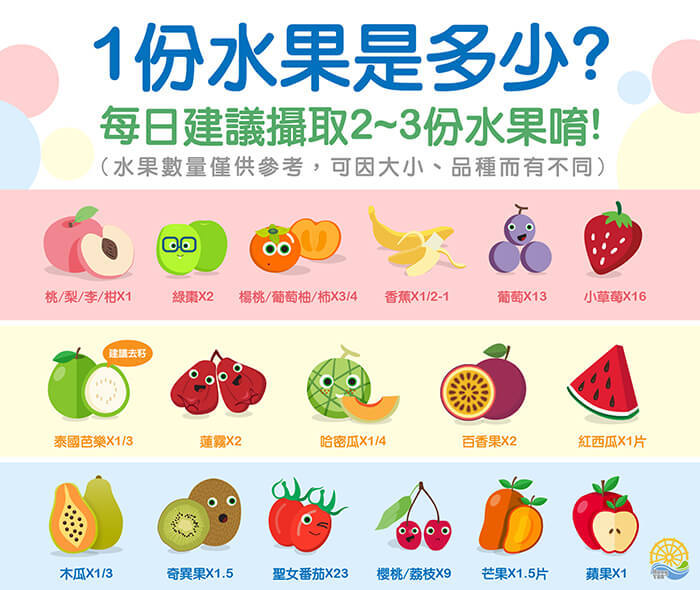 1份水果是多少?
每日建議攝取2~3份水果唷!
(水果數量僅供參考,可因大小、品種而有不同)
桃/梨/李/柑X1
綠棗X2
楊桃/葡萄柚/柿X3/4
香蕉X1/2-1
葡萄X13
小草莓X16
建議去籽
泰國芭樂X1/3
蓮霧X2
哈密瓜X1/4
百香果X2
紅西瓜X1片
木瓜X1/3
奇異果X1.5
聖女番茄X23
櫻桃/荔枝X9
芒果X1.5片
蘋果X1